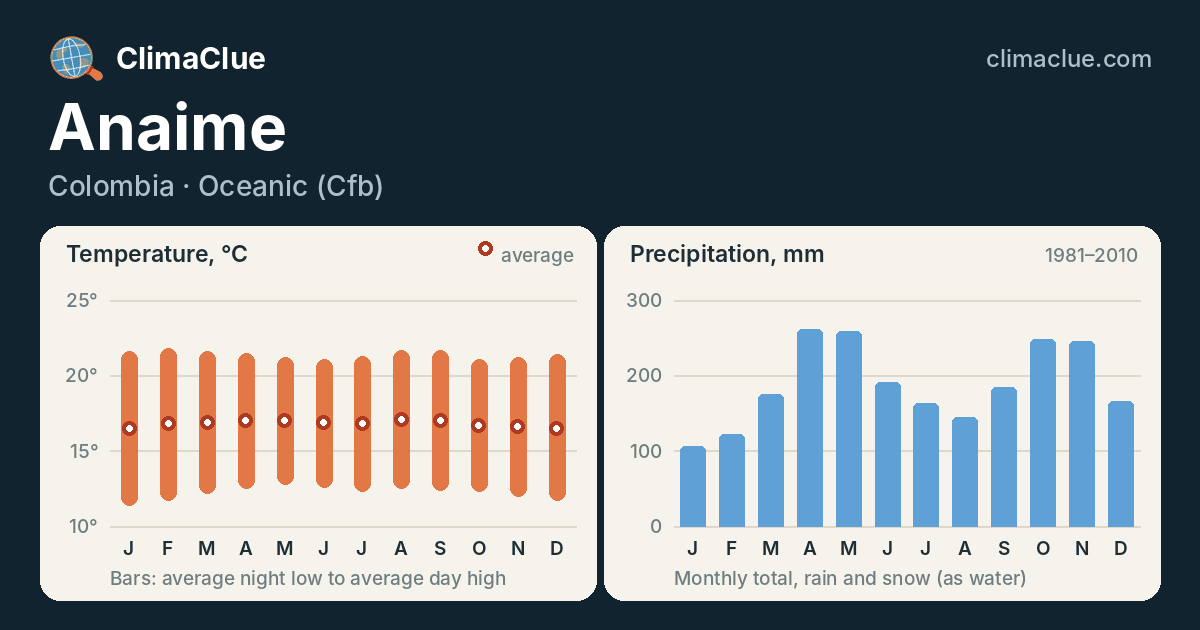 ClimaClue
climaclue.com
Anaime
Colombia · Oceanic (Cfb)
Temperature, °C
average
25°
20°
15°
10°
J F M A M J J A S O N D
Bars: average night low to average day high
Precipitation, mm
1981–2010
300
200
100
0
J F M A M J J A S O N D
Monthly total, rain and snow (as water)